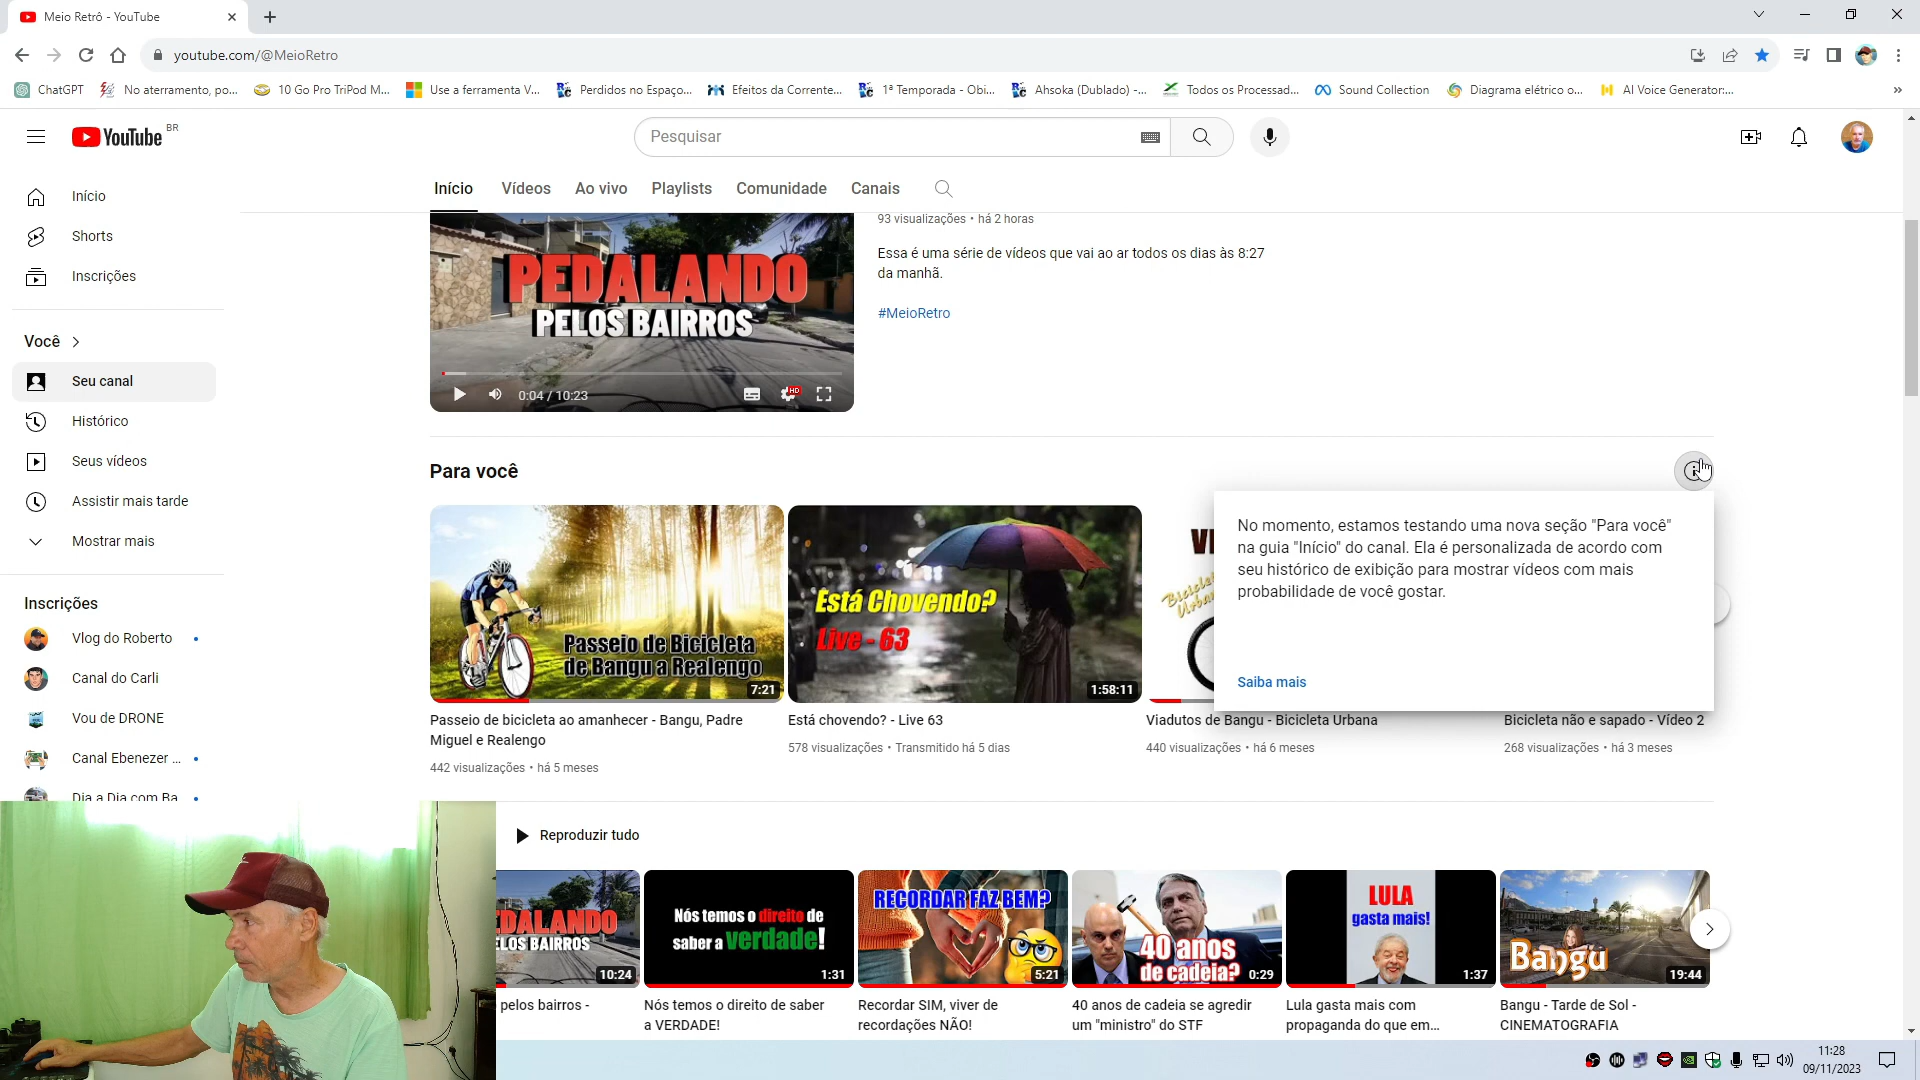 Meio Retrô - YouTube
youtube.com/@MeioRetro
ChatGPT
No aterramento, po...
10 Go Pro TriPod M...
Use a ferramenta V...
Perdidos no Espaço...
Efeitos da Corrente...
1ª Temporada - Obi...
Ahsoka (Dublado) -...
Todos os Processad...
Sound Collection
Diagrama elétrico o...
AI Voice Generator:...
YouTube BR
Pesquisar
Início
Vídeos
Ao vivo
Playlists
Comunidade
Canais
Início
Shorts
Inscrições
Você
Seu canal
Histórico
Seus vídeos
Assistir mais tarde
Mostrar mais
Inscrições
Vlog do Roberto
Canal do Carli
Vou de DRONE
Canal Ebenezer ...
Dia a Dia com Ba
PEDALANDO
PELOS BAIRROS
0:04 / 10:23
HD
93 visualizações • há 2 horas
Essa é uma série de vídeos que vai ao ar todos os dias às 8:27
da manhã.
#MeioRetro
Para você
No momento, estamos testando uma nova seção "Para você"
na guia "Início" do canal. Ela é personalizada de acordo com
seu histórico de exibição para mostrar vídeos com mais
probabilidade de você gostar.
Saiba mais
Passeio de Bicicleta
de Bangu a Realengo
7:21
Passeio de bicicleta ao amanhecer - Bangu, Padre
Miguel e Realengo
442 visualizações • há 5 meses
Está Chovendo?
Live - 63
1:58:11
Está chovendo? - Live 63
578 visualizações • Transmitido há 5 dias
Viadutos de Bangu - Bicicleta Urbana
440 visualizações • há 6 meses
Bicicleta não e sapado - Vídeo 2
268 visualizações • há 3 meses
Reproduzir tudo
EDALANDO
ELOS BAIRROS
10:24
pelos bairros -
Nós temos o direito de
saber a verdade!
1:31
Nós temos o direito de saber
a VERDADE!
RECORDAR FAZ BEM?
5:21
Recordar SIM, viver de
recordações NÃO!
40 anos
de cadeia?
0:29
40 anos de cadeia se agredir
um "ministro" do STF
LULA
gasta mais!
1:37
Lula gasta mais com
propaganda do que em...
Bangu
19:44
Bangu - Tarde de Sol -
CINEMATOGRAFIA
11:28
09/11/2023